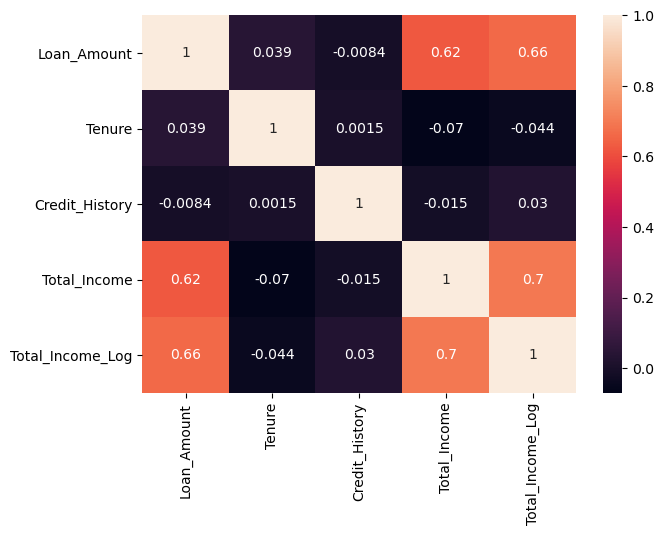 Loan_Amount 1 0.039 -0.0084 0.62 0.66
Tenure 0.039 1 0.0015 -0.07 -0.044
Credit_History -0.0084 0.0015 1 -0.015 0.03
Total_Income 0.62 -0.07 -0.015 1 0.7
Total_Income_Log 0.66 -0.044 0.03 0.7 1
Loan_Amount
Tenure
Credit_History
Total_Income
Total_Income_Log
1.0
0.8
0.6
0.4
0.2
0.0